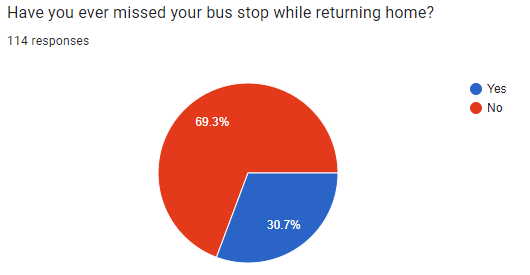 Have you ever missed your bus stop while returning home?
114 responses
Yes
No
69.3%
30.7%